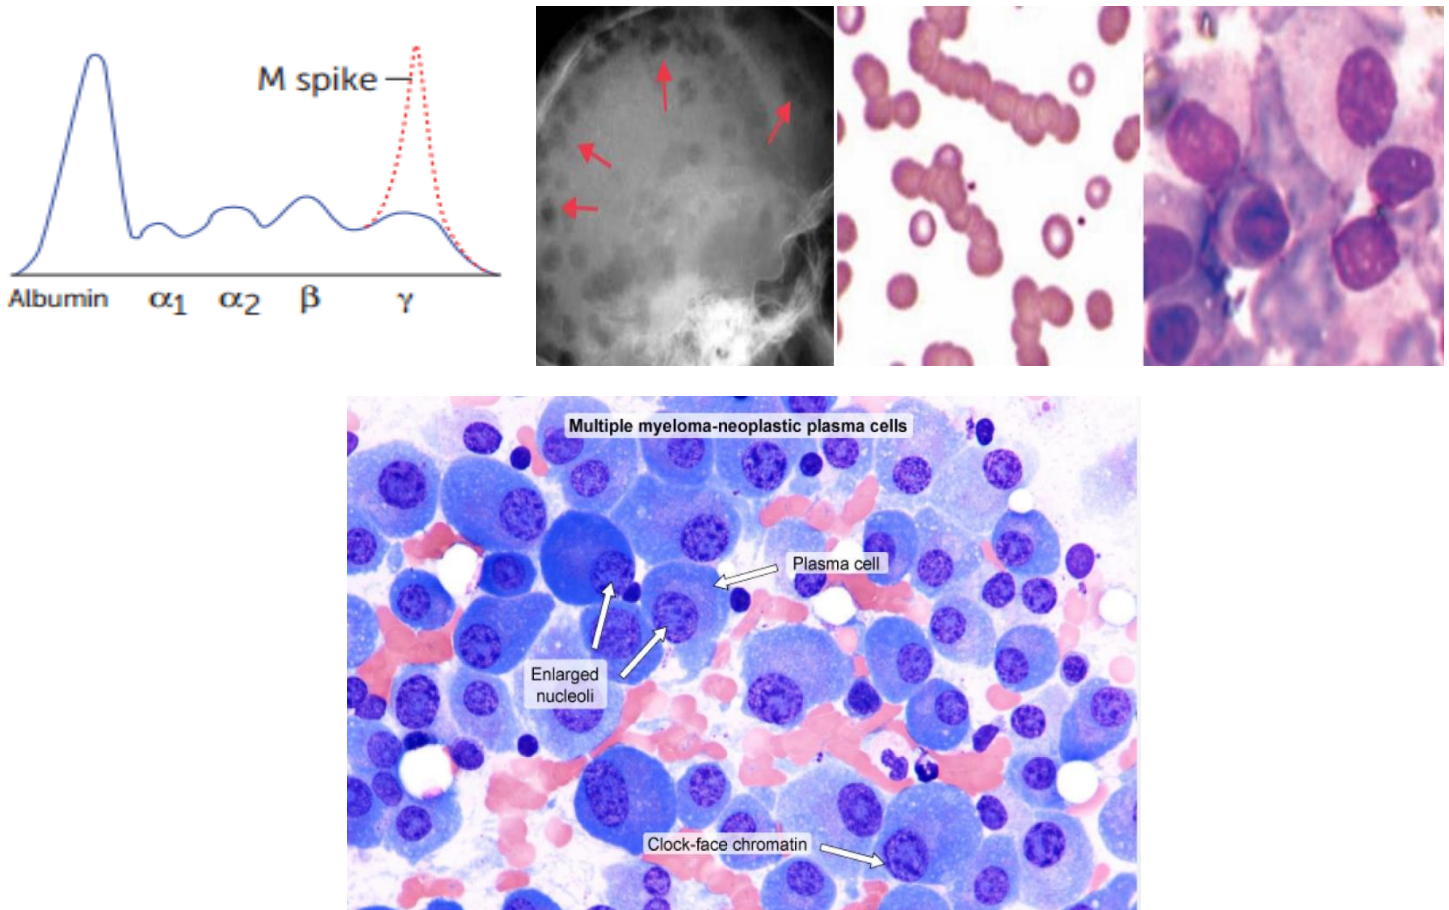 M spike
Albumin α1 α2 β γ
Multiple myeloma-neoplastic plasma cells
Plasma cell
Enlarged
nucleoli
Clock-face chromatin